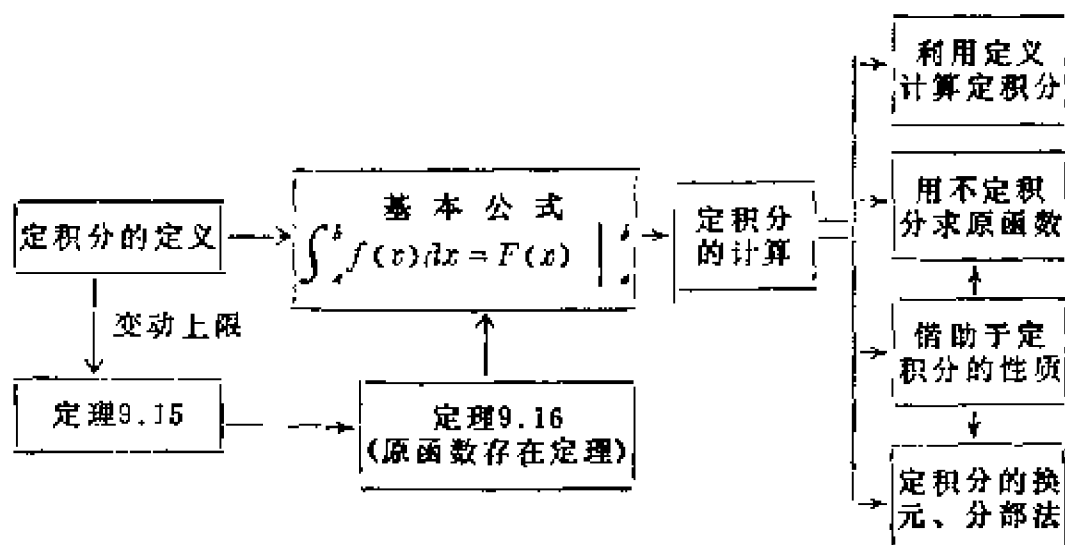 利用定义
计算定积分
用不定积
分求原函数
基本公式
∫_a^b f(x)dx = F(x) |_a^b
定积分的定义
定积分
的计算
变动上限
借助于定
积分的性质
定理9.15
定理9.16
(原函数存在定理)
定积分的换
元、分部法